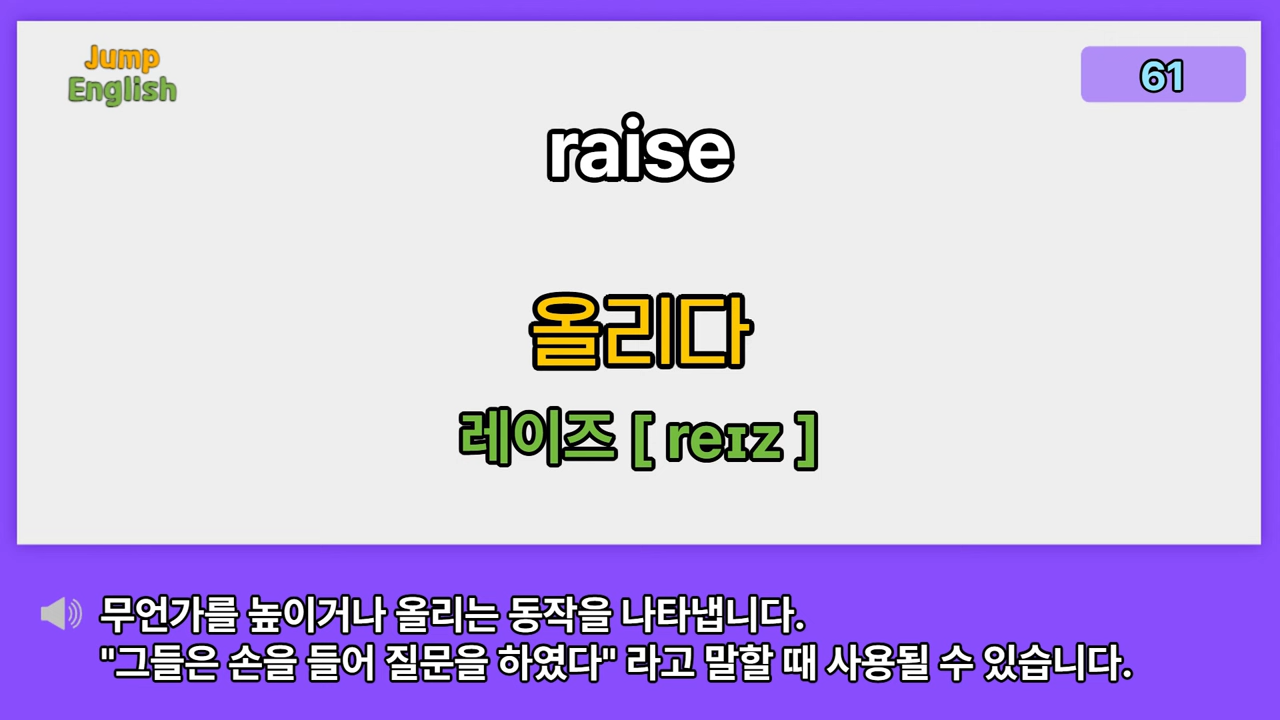 Jump
English
61
raise
올리다
레이즈 [ reɪz ]
무언가를 높이거나 올리는 동작을 나타냅니다.
"그들은 손을 들어 질문을 하였다" 라고 말할 때 사용될 수 있습니다.